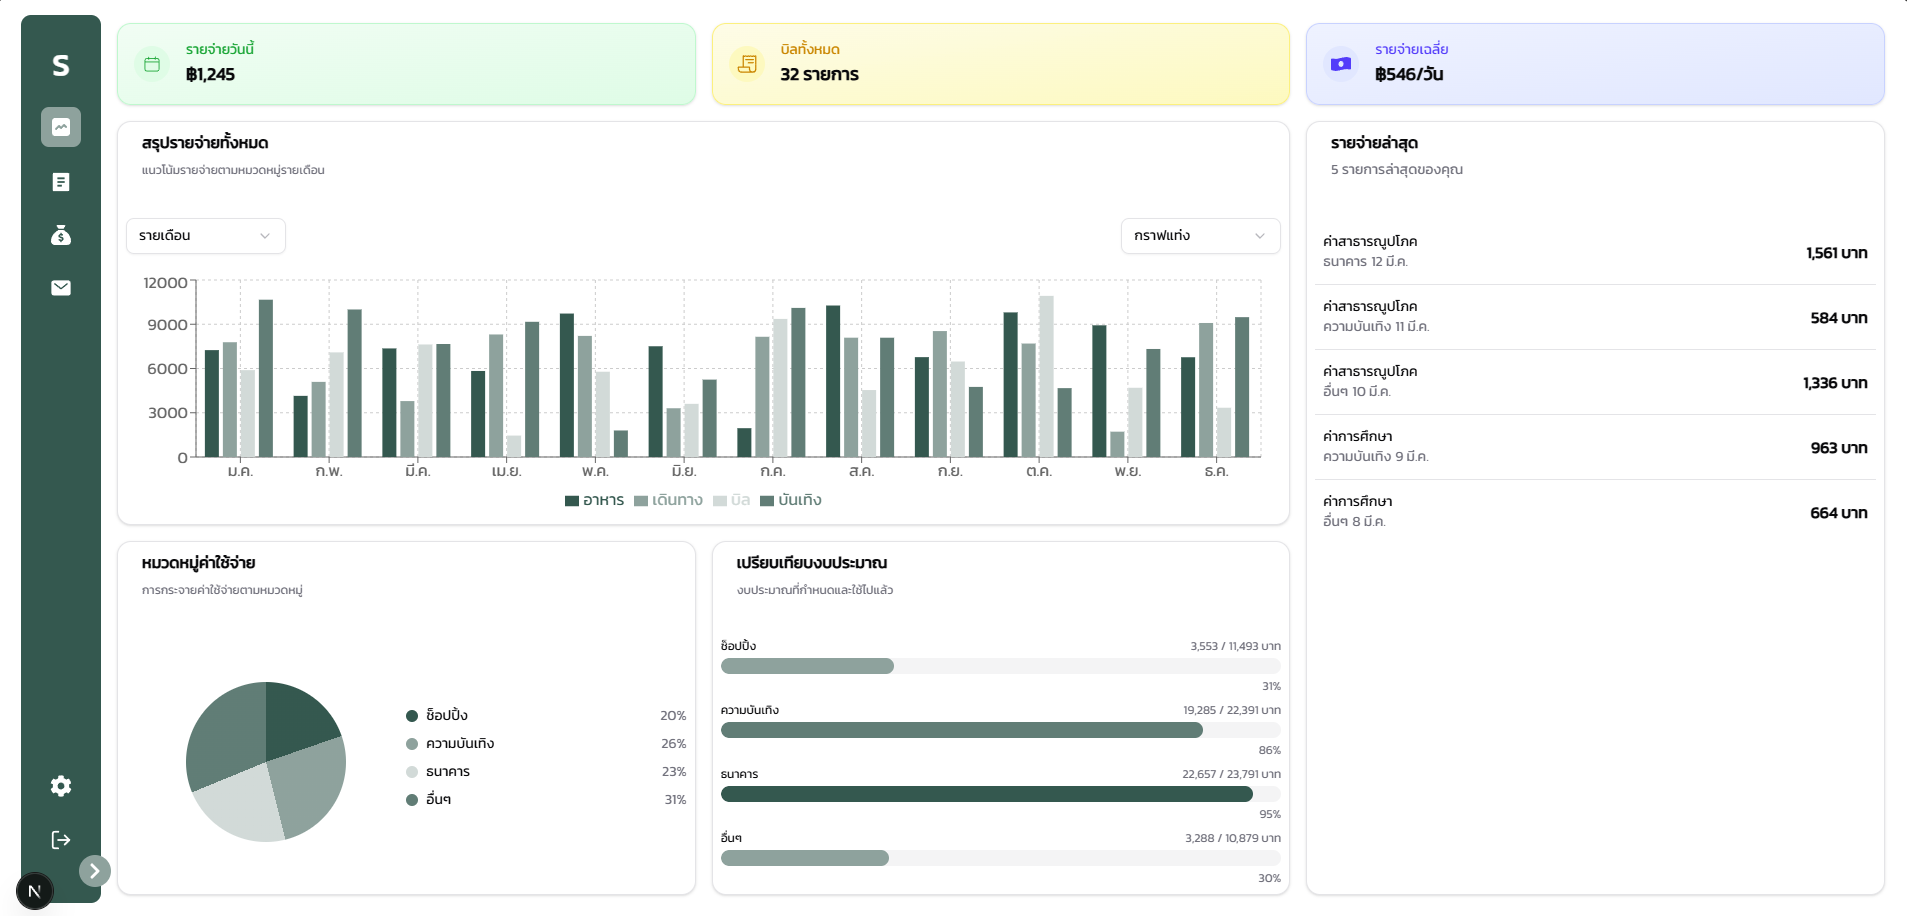 S
รายจ่ายวันนี้
฿1,245
บิลทั้งหมด
32 รายการ
รายจ่ายเฉลี่ย
฿546/วัน
สรุปรายจ่ายทั้งหมด
แนวโน้มรายจ่ายตามหมวดหมู่รายเดือน
รายเดือน
กราฟแท่ง
12000
9000
6000
3000
0
ม.ค. ก.พ. มี.ค. เม.ย. พ.ค. มิ.ย. ก.ค. ส.ค. ก.ย. ต.ค. พ.ย. ธ.ค.
อาหาร เดินทาง บิล บันเทิง
รายจ่ายล่าสุด
5 รายการล่าสุดของคุณ
ค่าสาธารณูปโภค
ธนาคาร 12 มี.ค.
1,561 บาท
ค่าสาธารณูปโภค
ความบันเทิง 11 มี.ค.
584 บาท
ค่าสาธารณูปโภค
อื่นๆ 10 มี.ค.
1,336 บาท
ค่าการศึกษา
ความบันเทิง 9 มี.ค.
963 บาท
ค่าการศึกษา
อื่นๆ 8 มี.ค.
664 บาท
หมวดหมู่ค่าใช้จ่าย
การกระจายค่าใช้จ่ายตามหมวดหมู่
ช็อปปิ้ง 20%
ความบันเทิง 26%
ธนาคาร 23%
อื่นๆ 31%
เปรียบเทียบงบประมาณ
งบประมาณที่กำหนดและใช้ไปแล้ว
ช็อปปิ้ง 3,553 / 11,493 บาท
31%
ความบันเทิง 19,285 / 22,391 บาท
86%
ธนาคาร 22,657 / 23,791 บาท
95%
อื่นๆ 3,288 / 10,879 บาท
30%
N